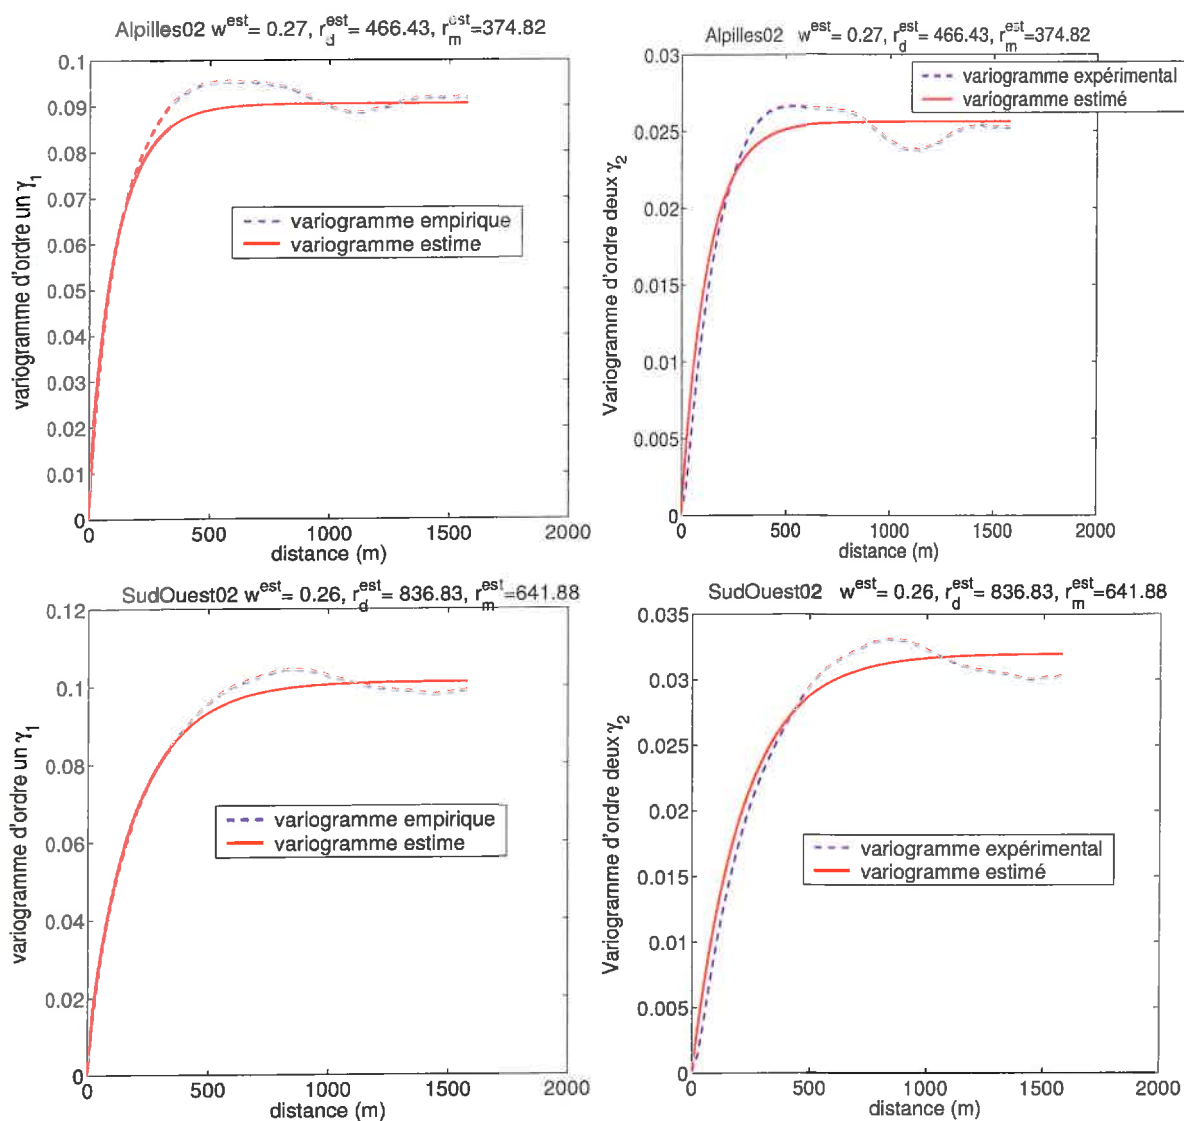 Alpilles02 w^est = 0.27, r_d^est = 466.43, r_m^est=374.82
0.1
0.09
0.08
0.07
0.06
0.05
0.04
0.03
0.02
0.01
0
variogramme d'ordre un γ_1
variogramme empirique
variogramme estime
0 500 1000 1500 2000
distance (m)
Alpilles02 w^est = 0.27, r_d^est = 466.43, r_m^est=374.82
0.03
0.025
0.02
0.015
0.01
0.005
0
Variogramme d'ordre deux γ_2
variogramme expérimental
variogramme estimé
0 500 1000 1500 2000
distance (m)
SudOuest02 w^est = 0.26, r_d^est = 836.83, r_m^est=641.88
0.12
0.1
0.08
0.06
0.04
0.02
0
variogramme d'ordre un γ_1
variogramme empirique
variogramme estime
0 500 1000 1500 2000
distance (m)
SudOuest02 w^est = 0.26, r_d^est = 836.83, r_m^est=641.88
0.035
0.03
0.025
0.02
0.015
0.01
0.005
0
Variogramme d'ordre deux γ_2
variogramme expérimental
variogramme estimé
0 500 1000 1500 2000
distance (m)